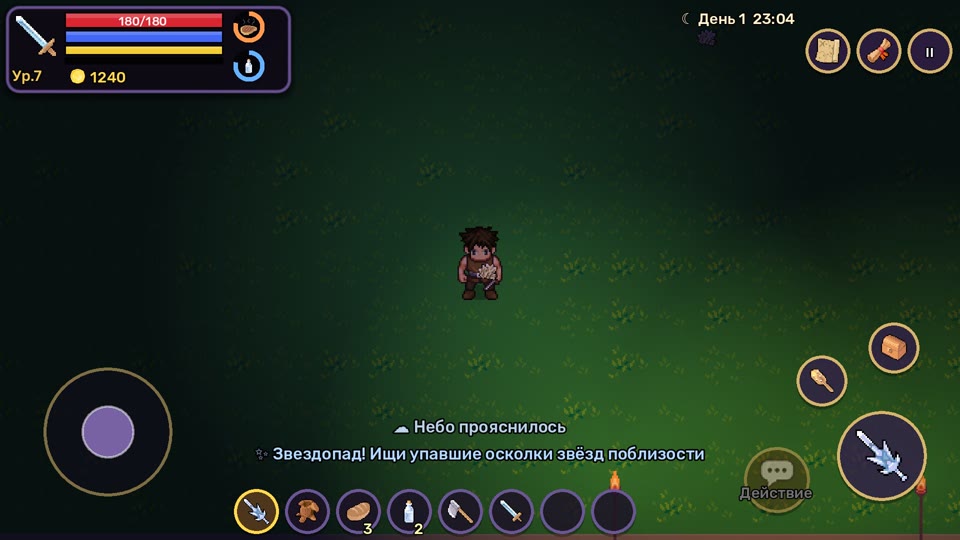 180/180
Ур.7
1240
День 1 23:04
Небо прояснилось
Звездопад! Ищи упавшие осколки звёзд поблизости
Действие
3
2